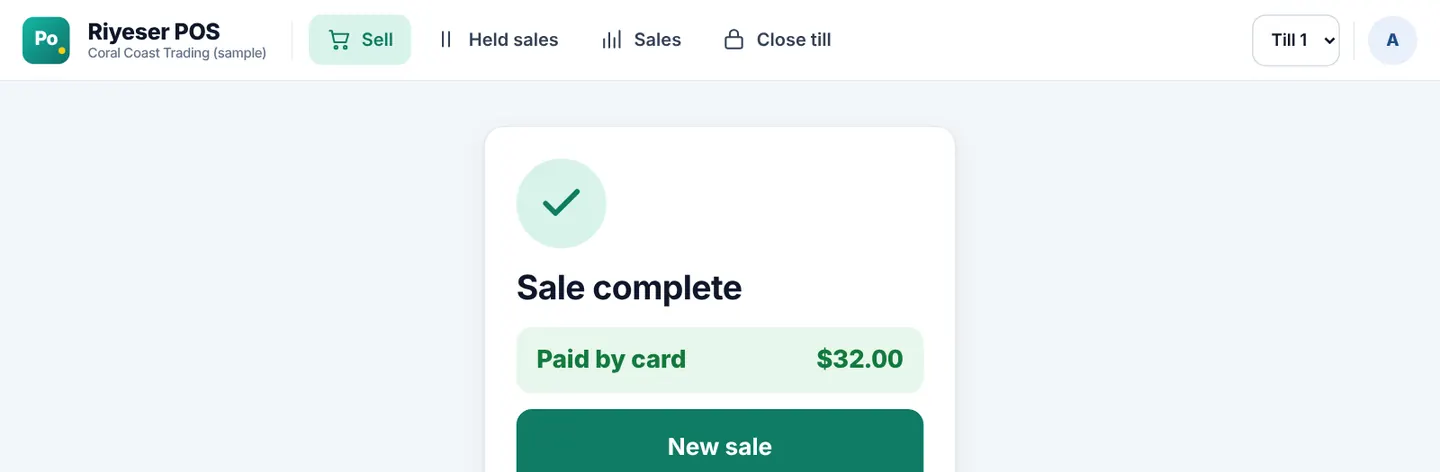 Po
Riyeser POS
Coral Coast Trading (sample)
Sell
Held sales
Sales
Close till
Till 1
A
Sale complete
Paid by card $32.00
New sale